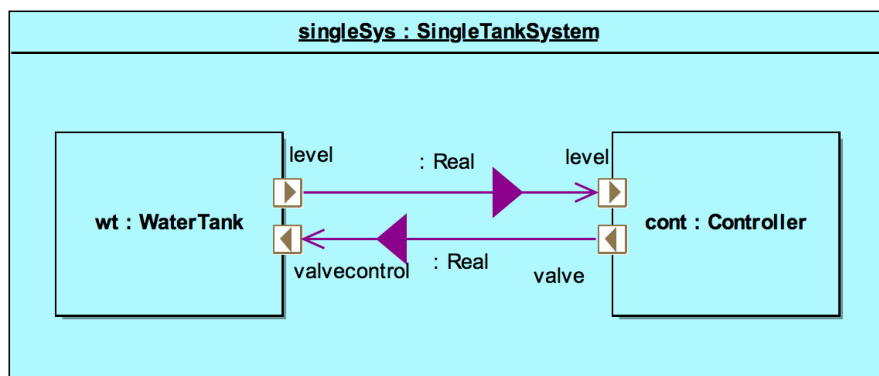 singleSys : SingleTankSystem
level
: Real
level
wt : WaterTank
cont : Controller
valvecontrol
: Real
valve